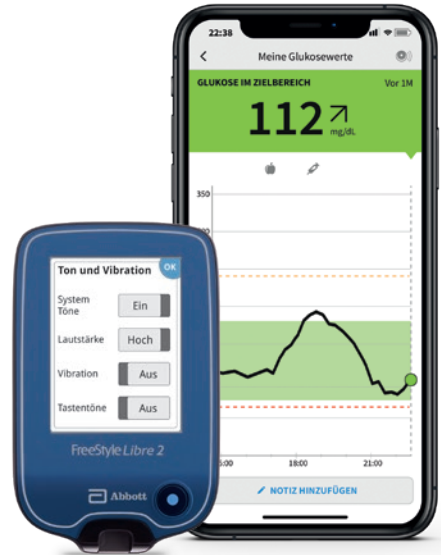 22:38
Meine Glukosewerte
GLUKOSE IM ZIELBEREICH
Vor 1M
112
mg/dL
350
15:00
18:00
21:00
NOTIZ HINZUFÜGEN
Ton und Vibration
OK
System
Töne
Ein
Lautstärke
Hoch
Vibration
Aus
Tastentöne
Aus
FreeStyle Libre 2
Abbott